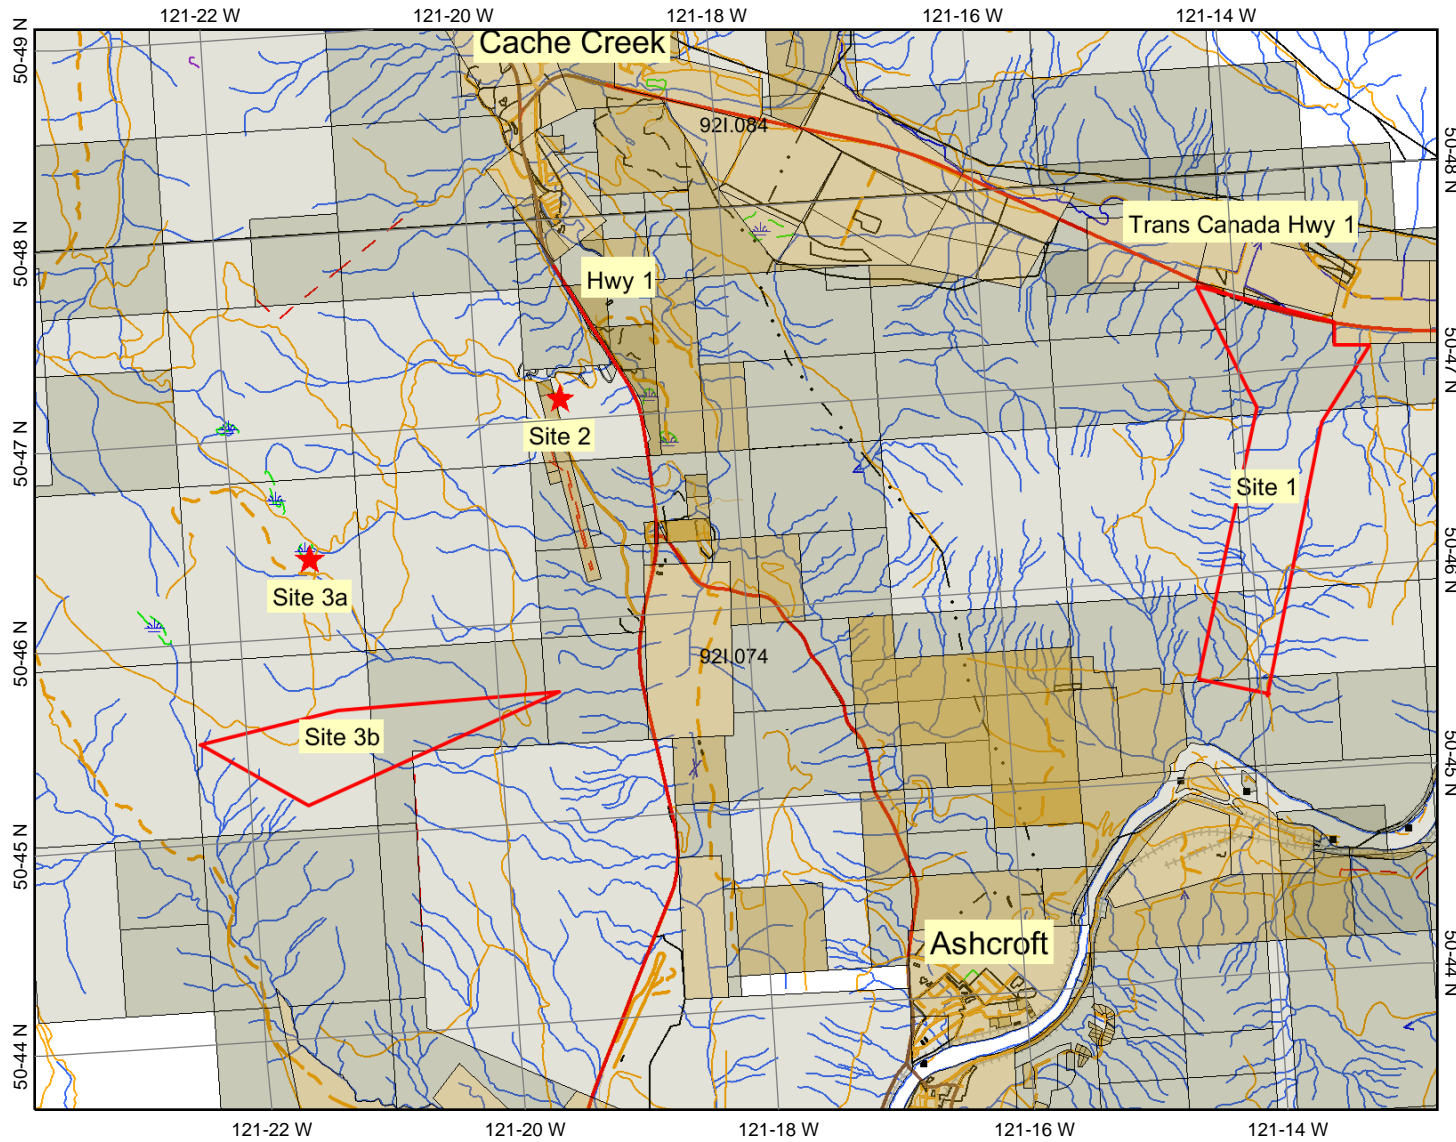 121-22 W
121-20 W
121-18 W
121-16 W
121-14 W
50-49 N
50-48 N
50-47 N
50-46 N
50-45 N
50-44 N
50-48 N
50-47 N
50-46 N
50-45 N
50-44 N
Cache Creek
92I.084
Trans Canada Hwy 1
Hwy 1
Site 2
Site 1
Site 3a
92I.074
Site 3b
Ashcroft
121-22 W
121-20 W
121-18 W
121-16 W
121-14 W